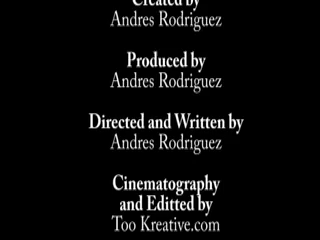 Created by
Andres Rodriguez
Produced by
Andres Rodriguez
Directed and Written by
Andres Rodriguez
Cinematography
and Editted by
Too Kreative.com